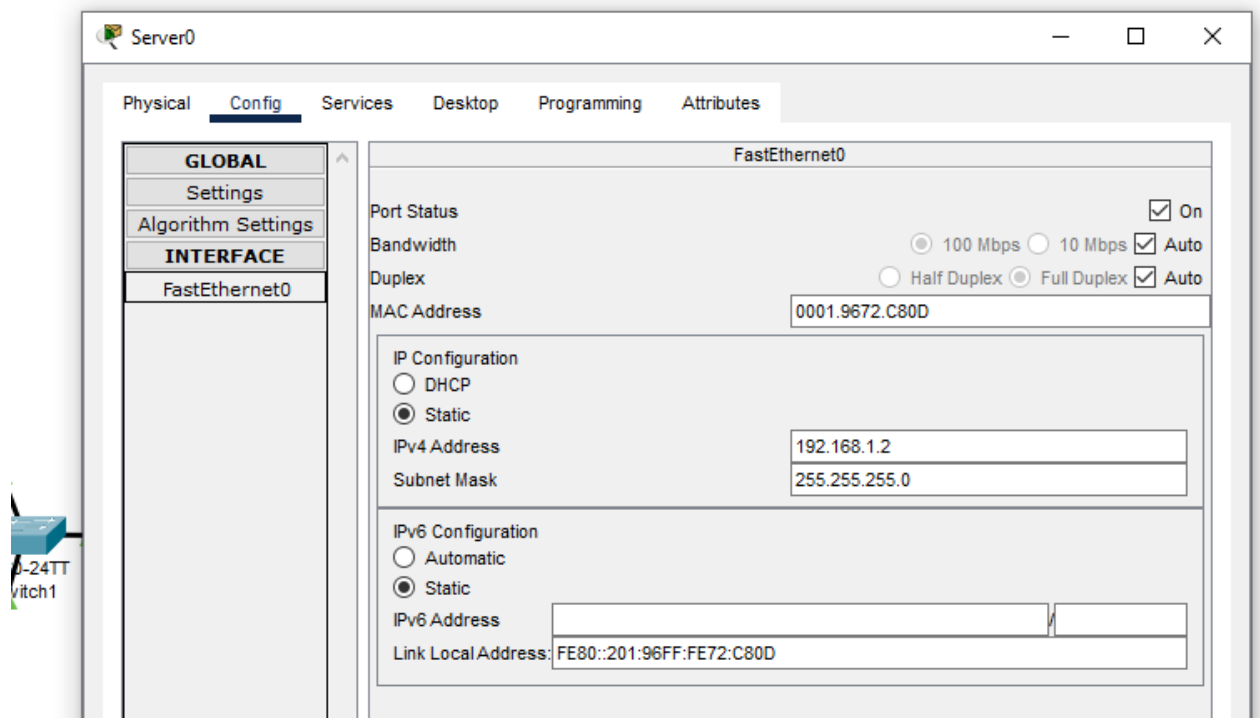 Server0
Physical Config Services Desktop Programming Attributes
GLOBAL
Settings
Algorithm Settings
INTERFACE
FastEthernet0
FastEthernet0
Port Status On
Bandwidth 100 Mbps 10 Mbps Auto
Duplex Half Duplex Full Duplex Auto
MAC Address 0001.9672.C80D
IP Configuration
DHCP
Static
IPv4 Address 192.168.1.2
Subnet Mask 255.255.255.0
IPv6 Configuration
Automatic
Static
IPv6 Address /
Link Local Address: FE80::201:96FF:FE72:C80D
0-24TT
witch1